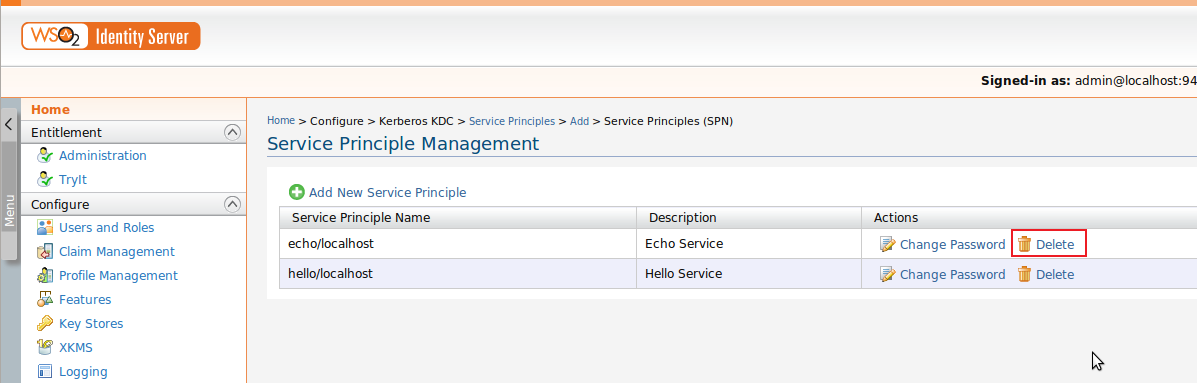 WSO2 Identity Server
Signed-in as: admin@localhost:94
Menu
Home
Entitlement
Administration
TryIt
Configure
Users and Roles
Claim Management
Profile Management
Features
Key Stores
XKMS
Logging
Home > Configure > Kerberos KDC > Service Principles > Add > Service Principles (SPN)
Service Principle Management
Add New Service Principle
Service Principle Name Description Actions
echo/localhost Echo Service Change Password Delete
hello/localhost Hello Service Change Password Delete